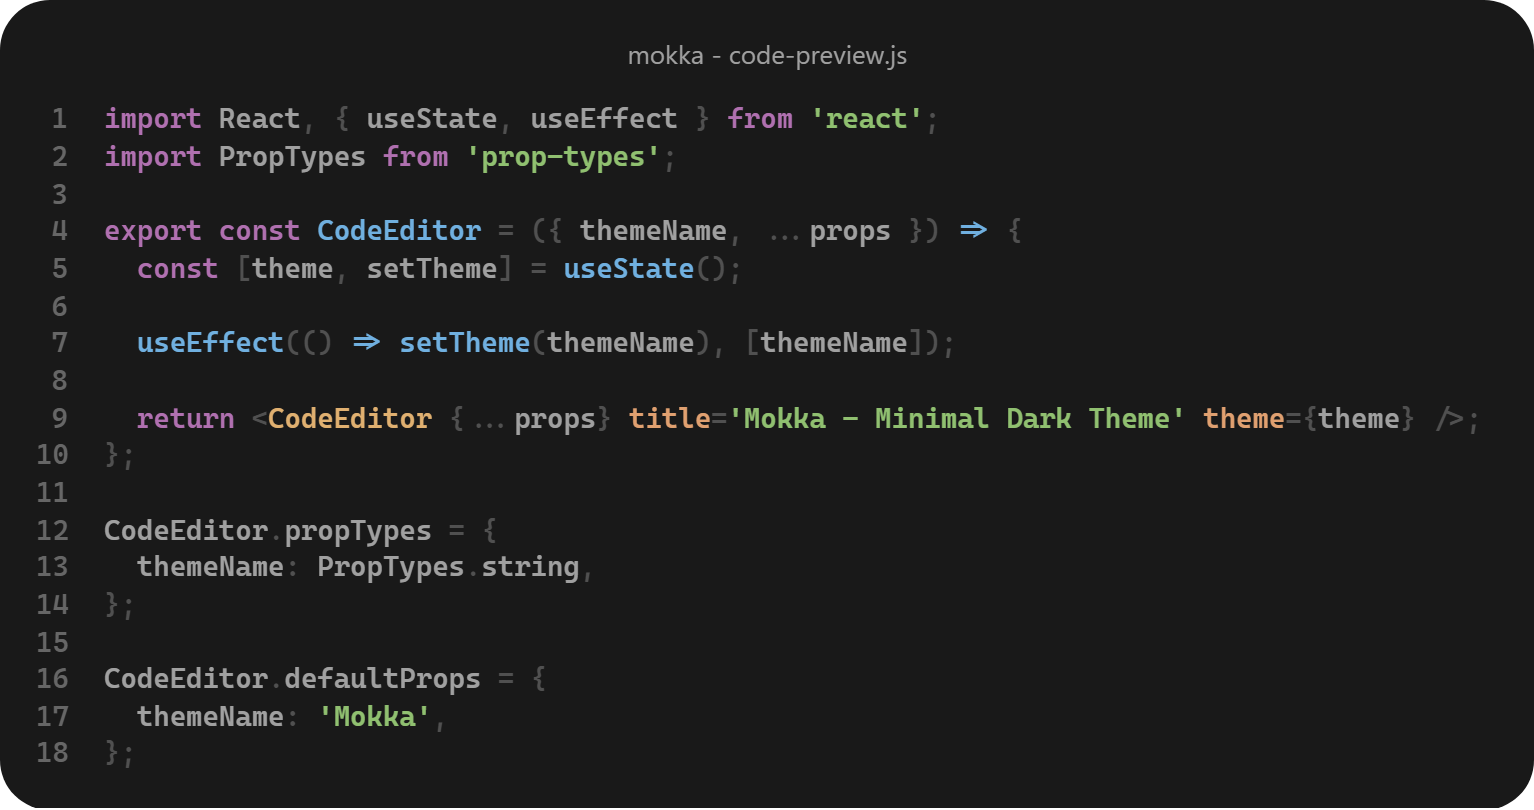 mokka - code-preview.js
1 import React, { useState, useEffect } from 'react';
2 import PropTypes from 'prop-types';
3
4 export const CodeEditor = ({ themeName, ...props }) => {
5   const [theme, setTheme] = useState();
6
7   useEffect(() => setTheme(themeName), [themeName]);
8
9   return <CodeEditor {...props} title='Mokka - Minimal Dark Theme' theme={theme} />;
10 };
11
12 CodeEditor.propTypes = {
13   themeName: PropTypes.string,
14 };
15
16 CodeEditor.defaultProps = {
17   themeName: 'Mokka',
18 };